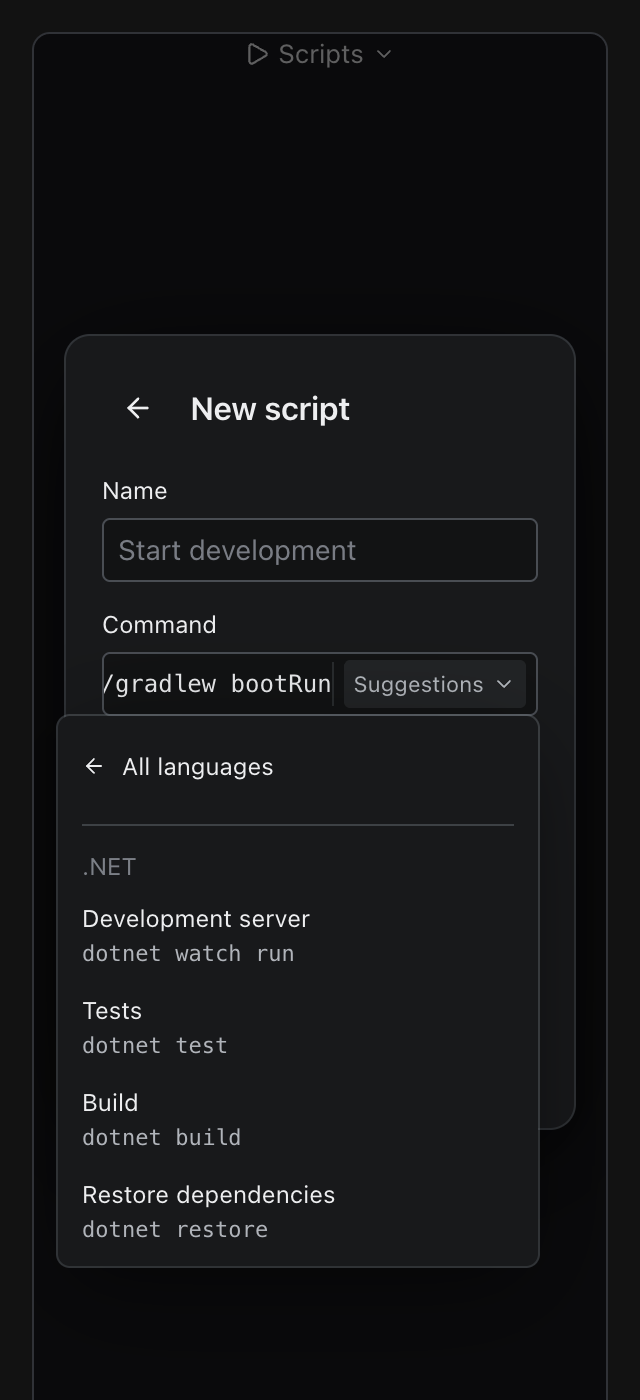 Scripts
New script
Name
Start development
Command
/gradlew bootRun Suggestions
All languages
.NET
Development server
dotnet watch run
Tests
dotnet test
Build
dotnet build
Restore dependencies
dotnet restore